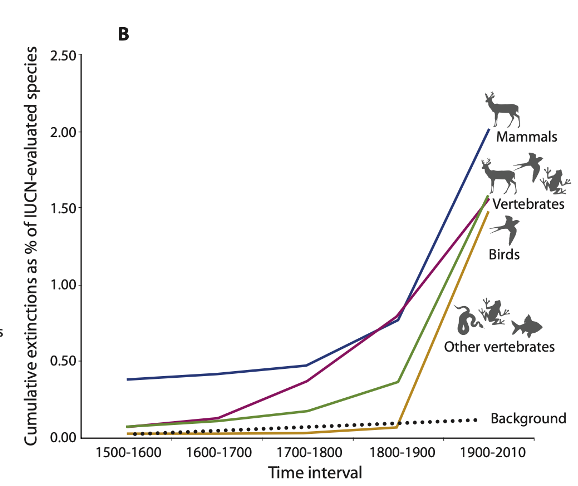 B
Cumulative extinctions as % of IUCN-evaluated species
2.50
2.00
1.50
1.00
0.50
0.00
Mammals
Vertebrates
Birds
Other vertebrates
Background
1500-1600 1600-1700 1700-1800 1800-1900 1900-2010
Time interval
s